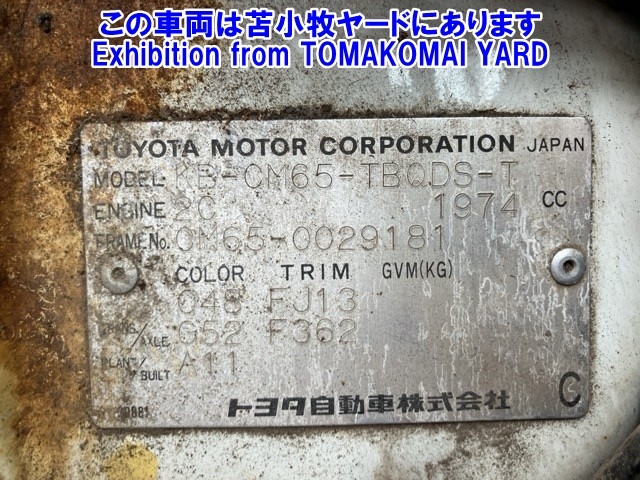 この車両は苫小牧ヤードにあります
Exhibition from TOMAKOMAI YARD
TOYOTA MOTOR CORPORATION JAPAN
MODEL KB-CM65-TBQDS-T
ENGINE 2C 1974 CC
FRAME No. CM65-0029181
COLOR TRIM GVM(KG)
048 FJ13
TRANS/AXLE G52 F362
PLANT/BUILT A11
トヨタ自動車株式会社 C